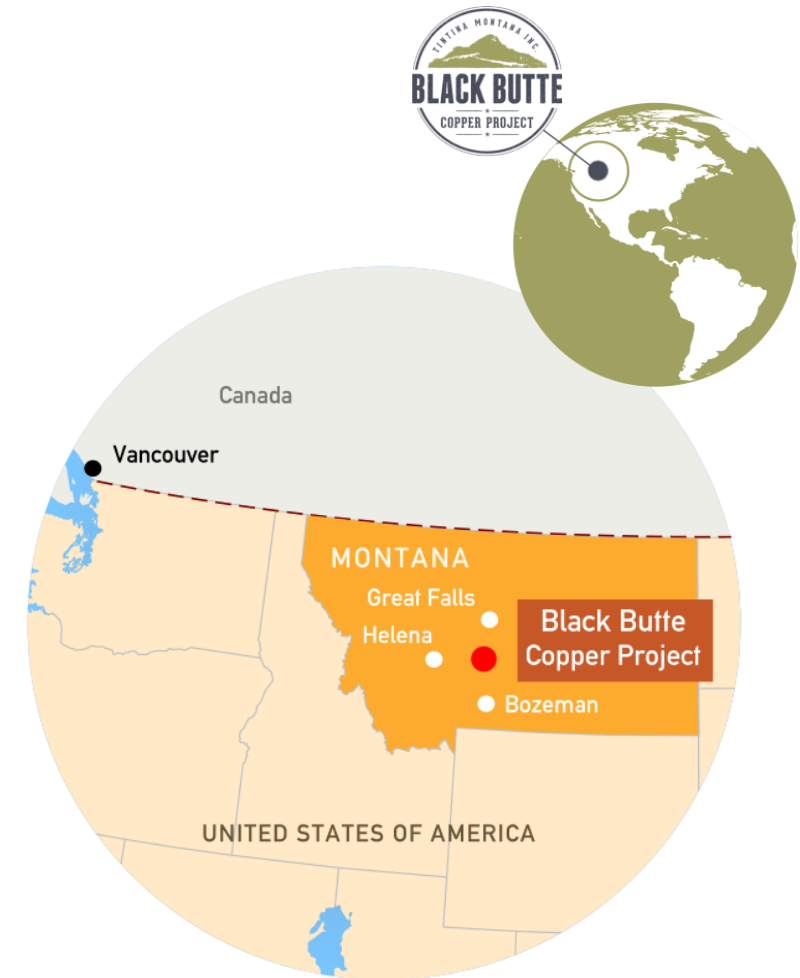 TINTINA MONTANA INC.
BLACK BUTTE
COPPER PROJECT
Canada
Vancouver
MONTANA
Great Falls
Helena
Black Butte
Copper Project
Bozeman
UNITED STATES OF AMERICA